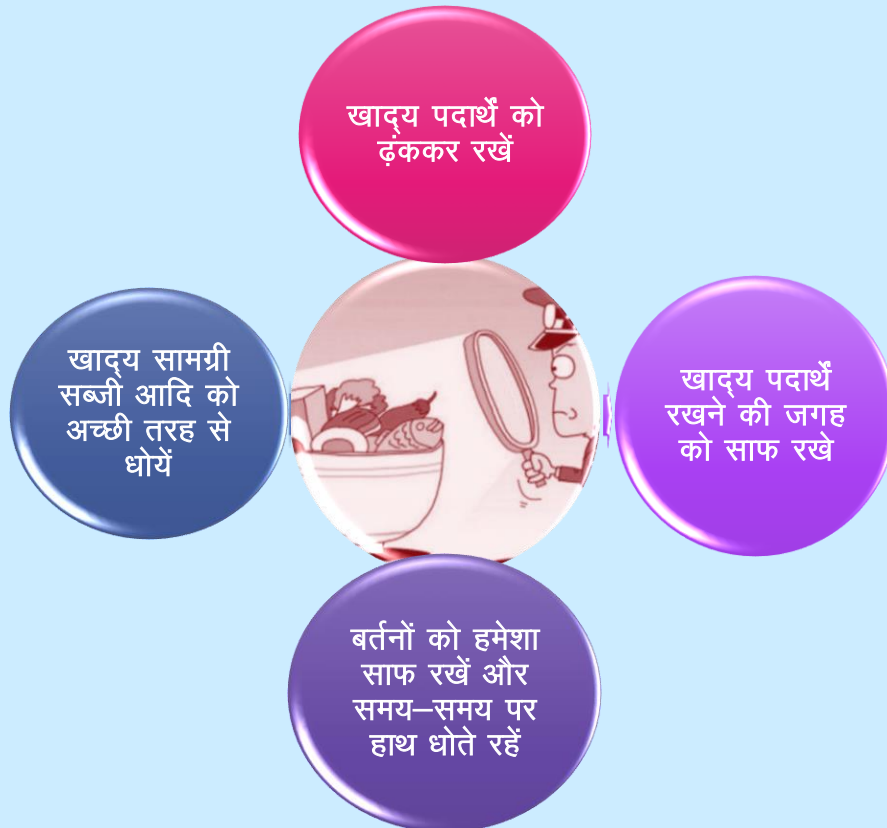 खाद्य पदार्थें को
ढ़ंककर रखें
खाद्य सामग्री
सब्जी आदि को
अच्छी तरह से
धोयें
खाद्य पदार्थें
रखने की जगह
को साफ रखे
बर्तनों को हमेशा
साफ रखें और
समय–समय पर
हाथ धोते रहें